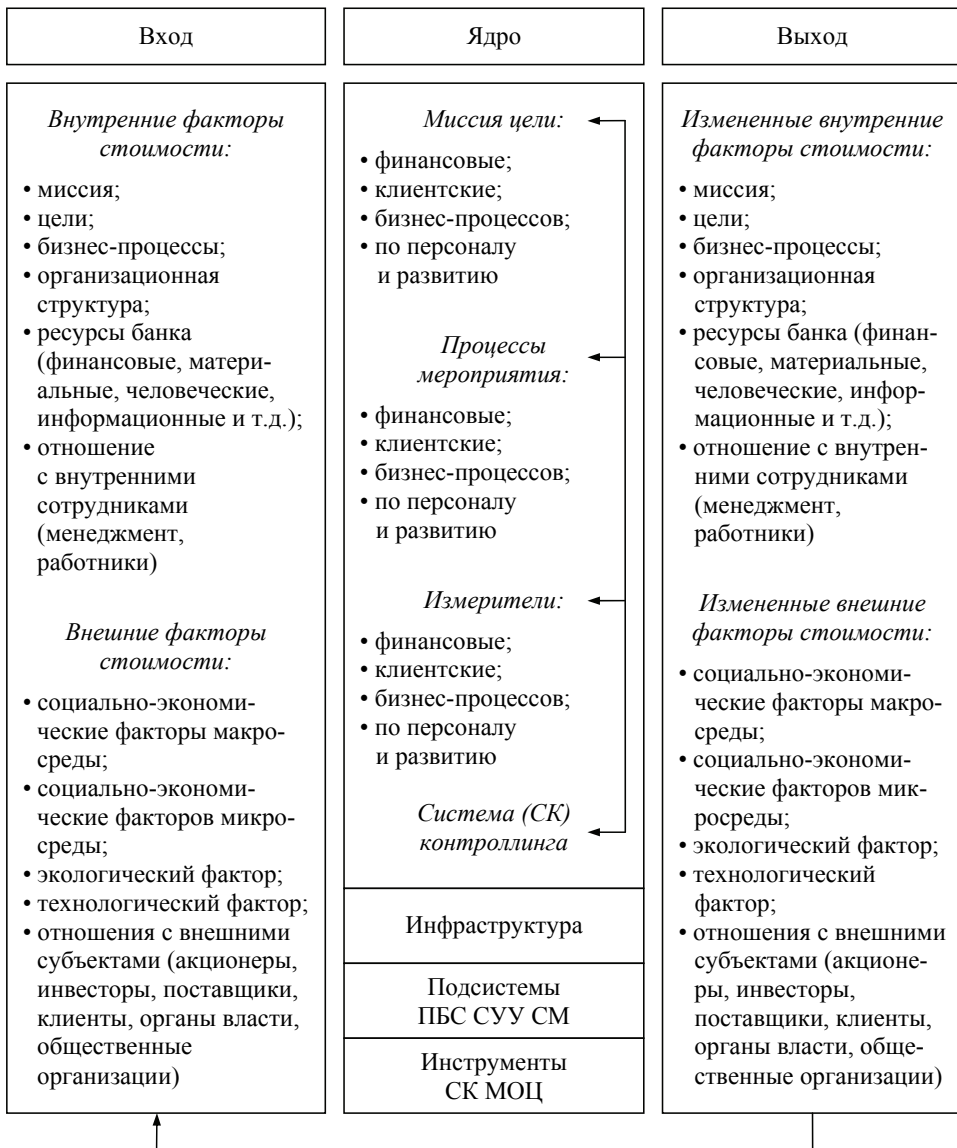 Вход
Ядро
Выход
Внутренние факторы
стоимости:
• миссия;
• цели;
• бизнес-процессы;
• организационная
структура;
• ресурсы банка
(финансовые, матери-
альные, человеческие,
информационные и т.д.);
• отношение
с внутренними
сотрудниками
(менеджмент,
работники)
Внешние факторы
стоимости:
• социально-экономи-
ческие факторы макро-
среды;
• социально-экономи-
ческие факторов микро-
среды;
• экологический фактор;
• технологический фактор;
• отношения с внешними
субъектами (акционеры,
инвесторы, поставщики,
клиенты, органы власти,
общественные
организации)
Миссия цели:
• финансовые;
• клиентские;
• бизнес-процессов;
• по персоналу
и развитию
Процессы
мероприятия:
• финансовые;
• клиентские;
• бизнес-процессов;
• по персоналу
и развитию
Измерители:
• финансовые;
• клиентские;
• бизнес-процессов;
• по персоналу
и развитию
Система (СК)
контроллинга
Инфраструктура
Подсистемы
ПБС СУУ СМ
Инструменты
СК МОЦ
Измененные внутренние
факторы стоимости:
• миссия;
• цели;
• бизнес-процессы;
• организационная
структура;
• ресурсы банка (финан-
совые, материальные,
человеческие, инфор-
мационные и т.д.);
• отношение с внутрен-
ними сотрудниками
(менеджмент,
работники)
Измененные внешние
факторы стоимости:
• социально-экономи-
ческие факторы макро-
среды;
• социально-экономи-
ческие факторов мик-
росреды;
• экологический фактор;
• технологический
фактор;
• отношения с внешними
субъектами (акционе-
ры, инвесторы,
поставщики, клиенты,
органы власти, обще-
ственные организации)